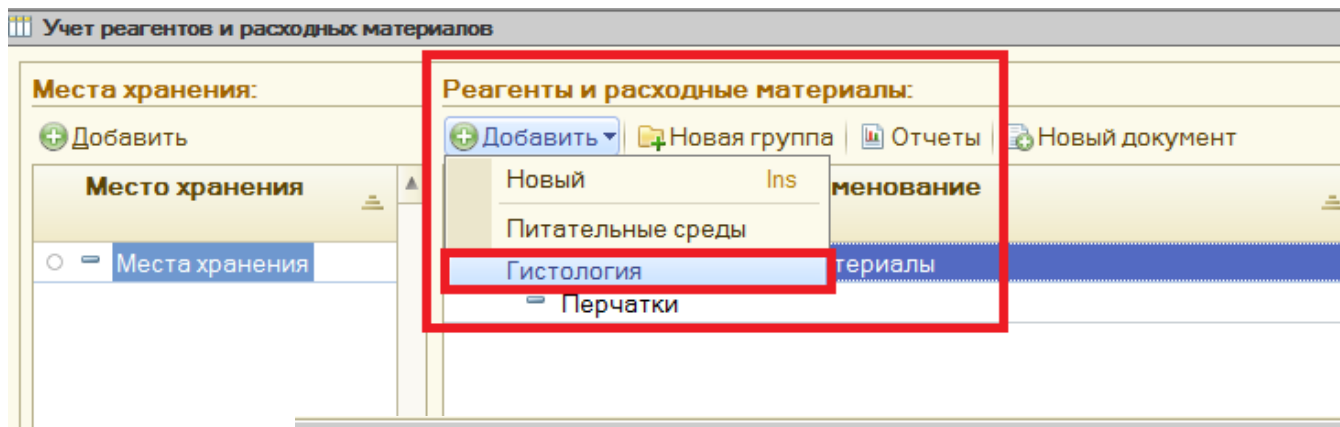 Учет реагентов и расходных материалов
Места хранения:
Добавить
Место хранения
Места хранения
Реагенты и расходные материалы:
Добавить Новая группа Отчеты Новый документ
Новый Ins
Питательные среды
Гистология
Перчатки
менование
териалы